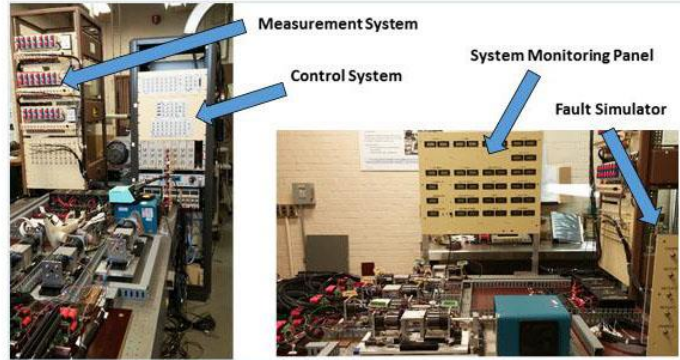 Measurement System
Control System
System Monitoring Panel
Fault Simulator